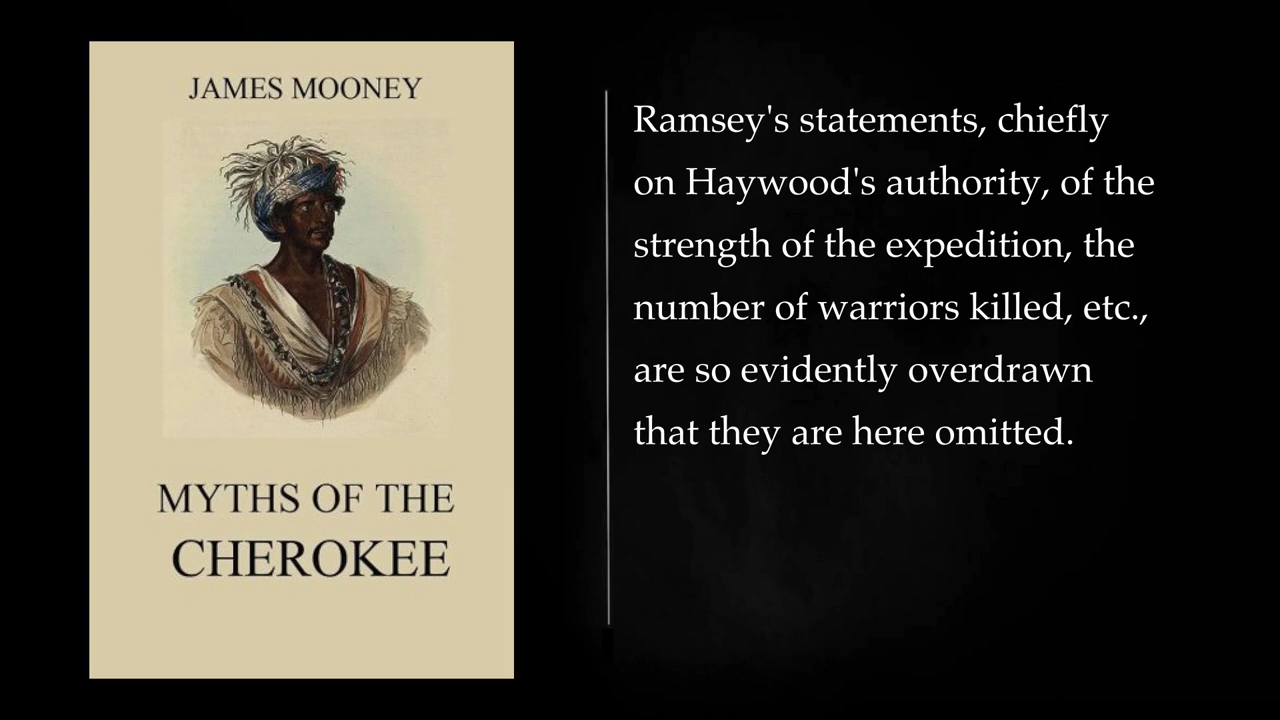 JAMES MOONEY
MYTHS OF THE
CHEROKEE
Ramsey's statements, chiefly
on Haywood's authority, of the
strength of the expedition, the
number of warriors killed, etc.,
are so evidently overdrawn
that they are here omitted.